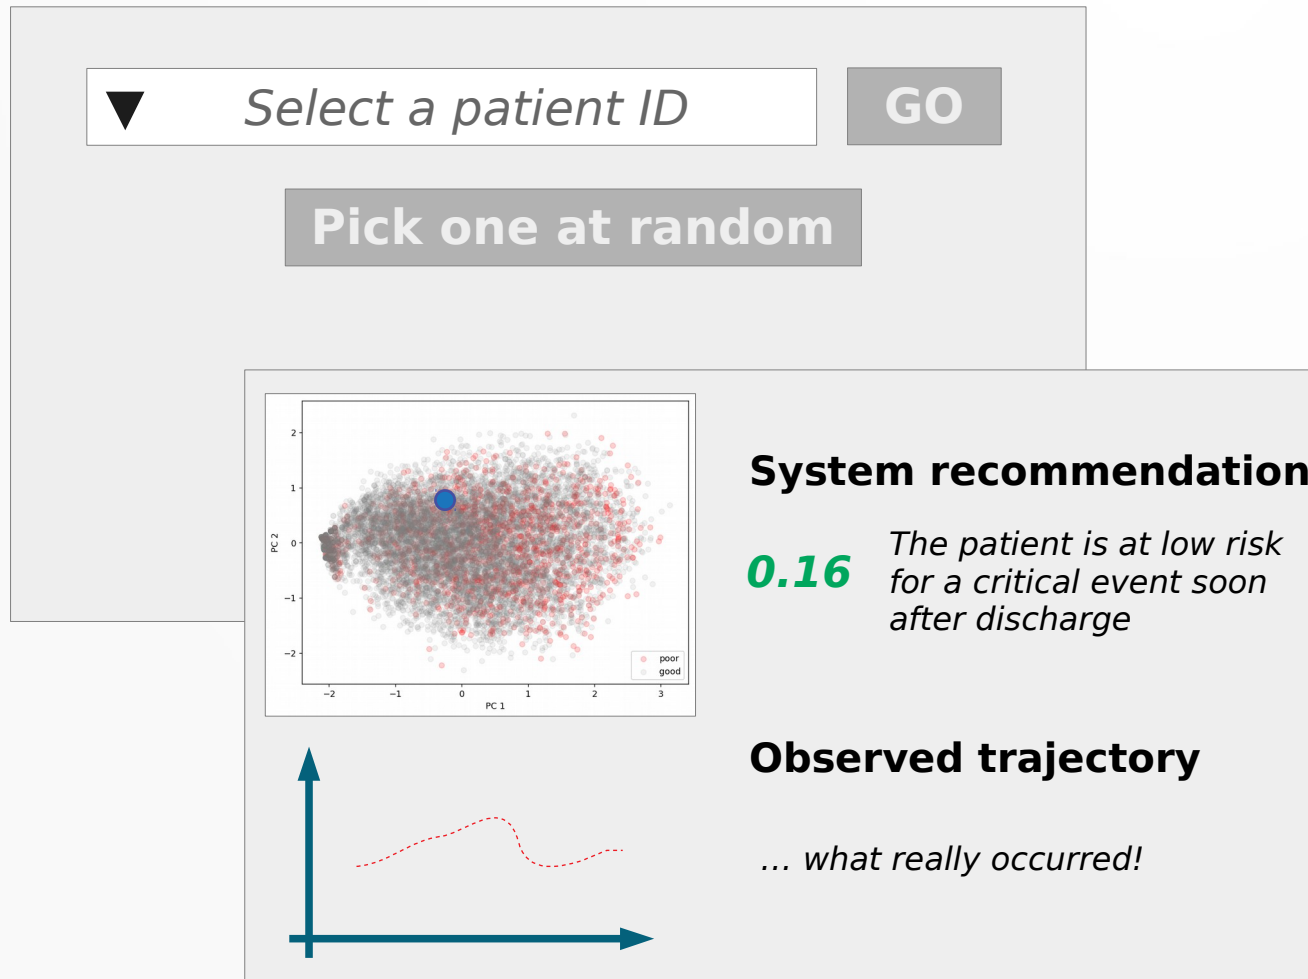 Select a patient ID
GO
Pick one at random
2
1
0
−1
−2
PC 2
−2
−1
0
1
2
3
PC 1
poor
good
System recommendation
0.16
The patient is at low risk
for a critical event soon
after discharge
Observed trajectory
... what really occurred!